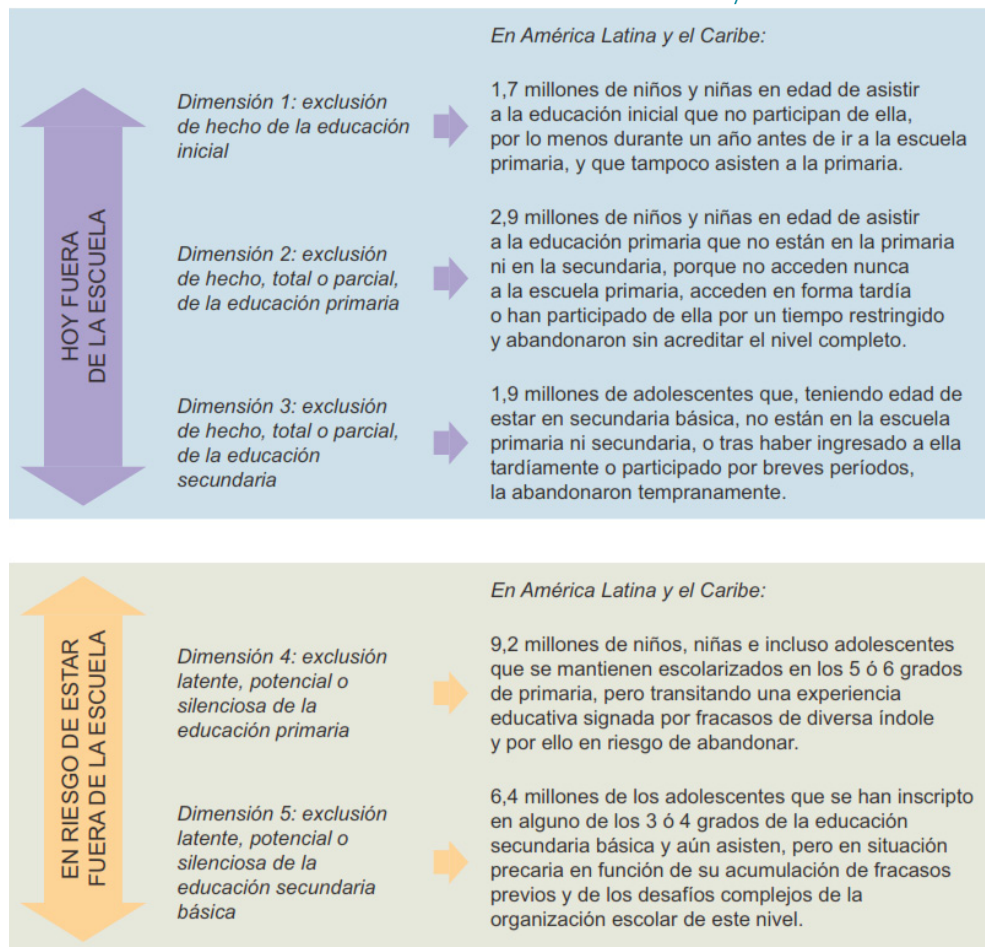 En América Latina y el Caribe:
HOY FUERA
DE LA ESCUELA
Dimensión 1: exclusión
de hecho de la educación
inicial
1,7 millones de niños y niñas en edad de asistir
a la educación inicial que no participan de ella,
por lo menos durante un año antes de ir a la escuela
primaria, y que tampoco asisten a la primaria.
Dimensión 2: exclusión
de hecho, total o parcial,
de la educación primaria
2,9 millones de niños y niñas en edad de asistir
a la educación primaria que no están en la primaria
ni en la secundaria, porque no acceden nunca
a la escuela primaria, acceden en forma tardía
o han participado de ella por un tiempo restringido
y abandonaron sin acreditar el nivel completo.
Dimensión 3: exclusión
de hecho, total o parcial,
de la educación
secundaria
1,9 millones de adolescentes que, teniendo edad de
estar en secundaria básica, no están en la escuela
primaria ni secundaria, o tras haber ingresado a ella
tardíamente o participado por breves períodos,
la abandonaron tempranamente.
En América Latina y el Caribe:
EN RIESGO DE ESTAR
FUERA DE LA ESCUELA
Dimensión 4: exclusión
latente, potencial o
silenciosa de la
educación primaria
9,2 millones de niños, niñas e incluso adolescentes
que se mantienen escolarizados en los 5 ó 6 grados
de primaria, pero transitando una experiencia
educativa signada por fracasos de diversa índole
y por ello en riesgo de abandonar.
Dimensión 5: exclusión
latente, potencial o
silenciosa de la
educación secundaria
básica
6,4 millones de los adolescentes que se han inscripto
en alguno de los 3 ó 4 grados de la educación
secundaria básica y aún asisten, pero en situación
precaria en función de su acumulación de fracasos
previos y de los desafíos complejos de la
organización escolar de este nivel.